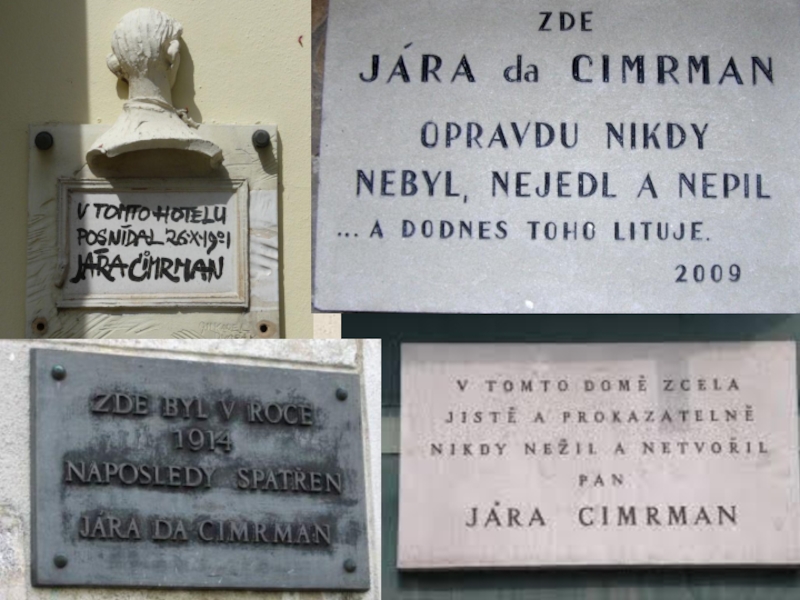 V TOMTO HOTELU
POSNÍDAL 26.X.1901
JÁRA CIMRMAN
ZDE
JÁRA da CIMRMAN
OPRAVDU NIKDY
NEBYL, NEJEDL A NEPIL
... A DODNES TOHO LITUJE.
2009
ZDE BYL V ROCE
1914
NAPOSLEDY SPATŘEN
JÁRA DA CIMRMAN
V TOMTO DOMĚ ZCELA
JISTĚ A PROKAZATELNĚ
NIKDY NEŽIL A NETVOŘIL
PAN
JÁRA CIMRMAN